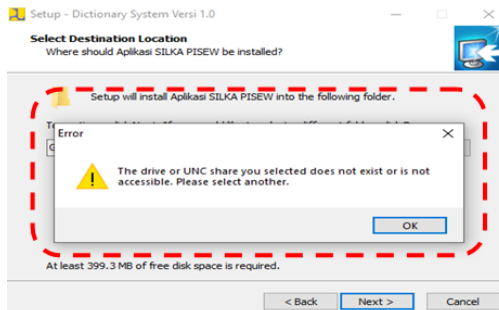 Setup - Dictionary System Versi 1.0
Select Destination Location
Where should Aplikasi SILKA PISEW be installed?
Setup will install Aplikasi SILKA PISEW into the following folder.
Error
The drive or UNC share you selected does not exist or is not
accessible. Please select another.
OK
At least 399.3 MB of free disk space is required.
< Back Next > Cancel